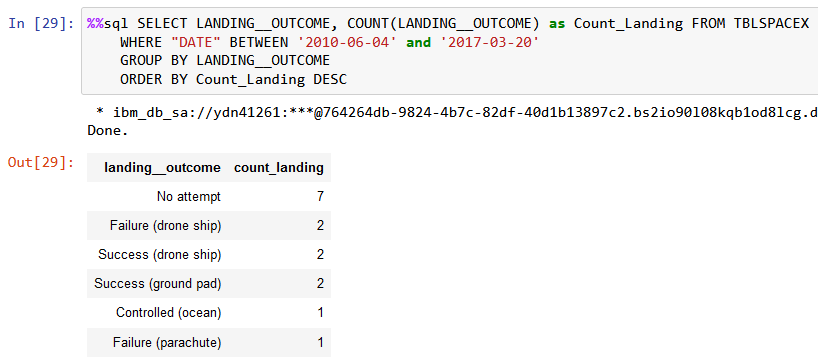 In [29]: %%sql SELECT LANDING__OUTCOME, COUNT(LANDING__OUTCOME) as Count_Landing FROM TBLSPACEX
WHERE "DATE" BETWEEN '2010-06-04' and '2017-03-20'
GROUP BY LANDING__OUTCOME
ORDER BY Count_Landing DESC
* ibm_db_sa://ydn41261:***@764264db-9824-4b7c-82df-40d1b13897c2.bs2io90l08kqb1od8lcg.d
Done.
Out[29]: landing__outcome count_landing
No attempt 7
Failure (drone ship) 2
Success (drone ship) 2
Success (ground pad) 2
Controlled (ocean) 1
Failure (parachute) 1